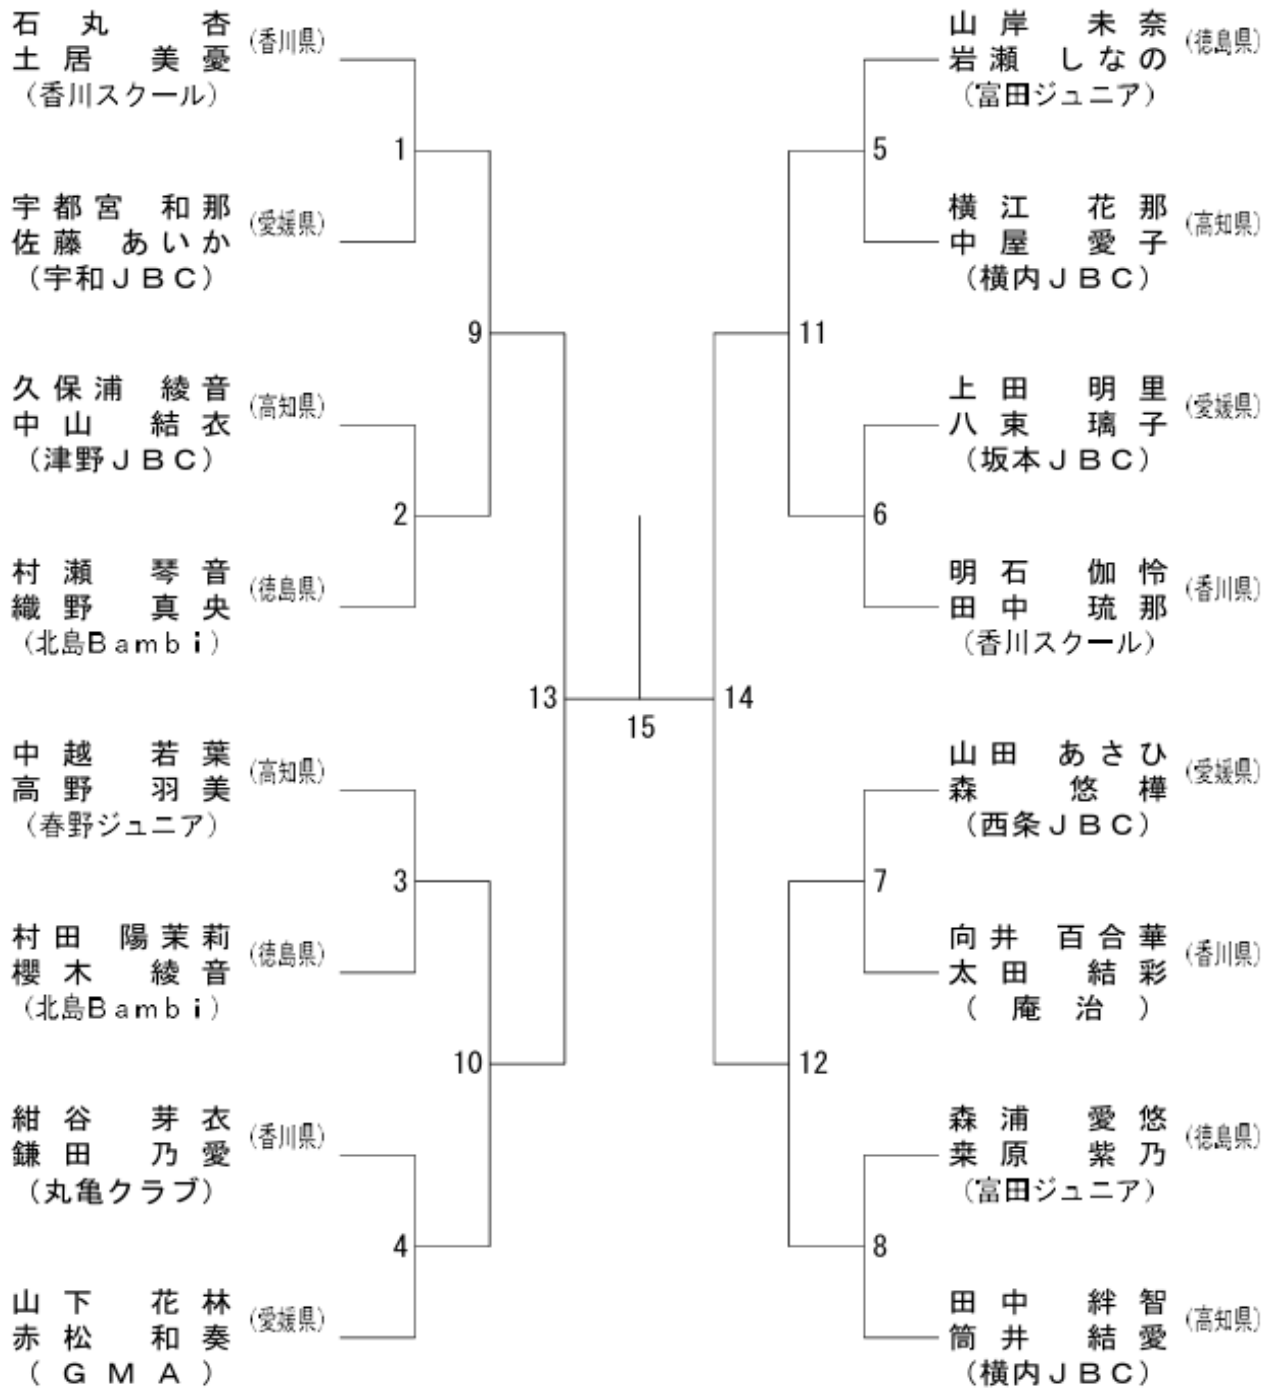 石丸 杏
土居 美憂
(香川県)
(香川スクール)
1
宇都宮 和那
佐藤 あいか
(愛媛県)
(宇和JBC)
9
久保浦 綾音
中山 結衣
(高知県)
(津野JBC)
2
村瀬 琴音
織野 真央
(徳島県)
(北島Bambi)
13
中越 若葉
高野 羽美
(高知県)
(春野ジュニア)
3
村田 陽茉莉
櫻木 綾音
(徳島県)
(北島Bambi)
10
紺谷 芽衣
鎌田 乃愛
(香川県)
(丸亀クラブ)
4
山下 花林
赤松 和奏
(愛媛県)
(GMA)
15
山岸 未奈
岩瀬 しなの
(徳島県)
(富田ジュニア)
5
横江 花那
中屋 愛子
(高知県)
(横内JBC)
11
上田 明里
八束 璃子
(愛媛県)
(坂本JBC)
6
明石 伽怜
田中 琉那
(香川県)
(香川スクール)
14
山田 あさひ
森 悠樺
(愛媛県)
(西条JBC)
7
向井 百合華
太田 結彩
(香川県)
(庵治)
12
森浦 愛悠
桒原 紫乃
(徳島県)
(富田ジュニア)
8
田中 絆智
筒井 結愛
(高知県)
(横内JBC)